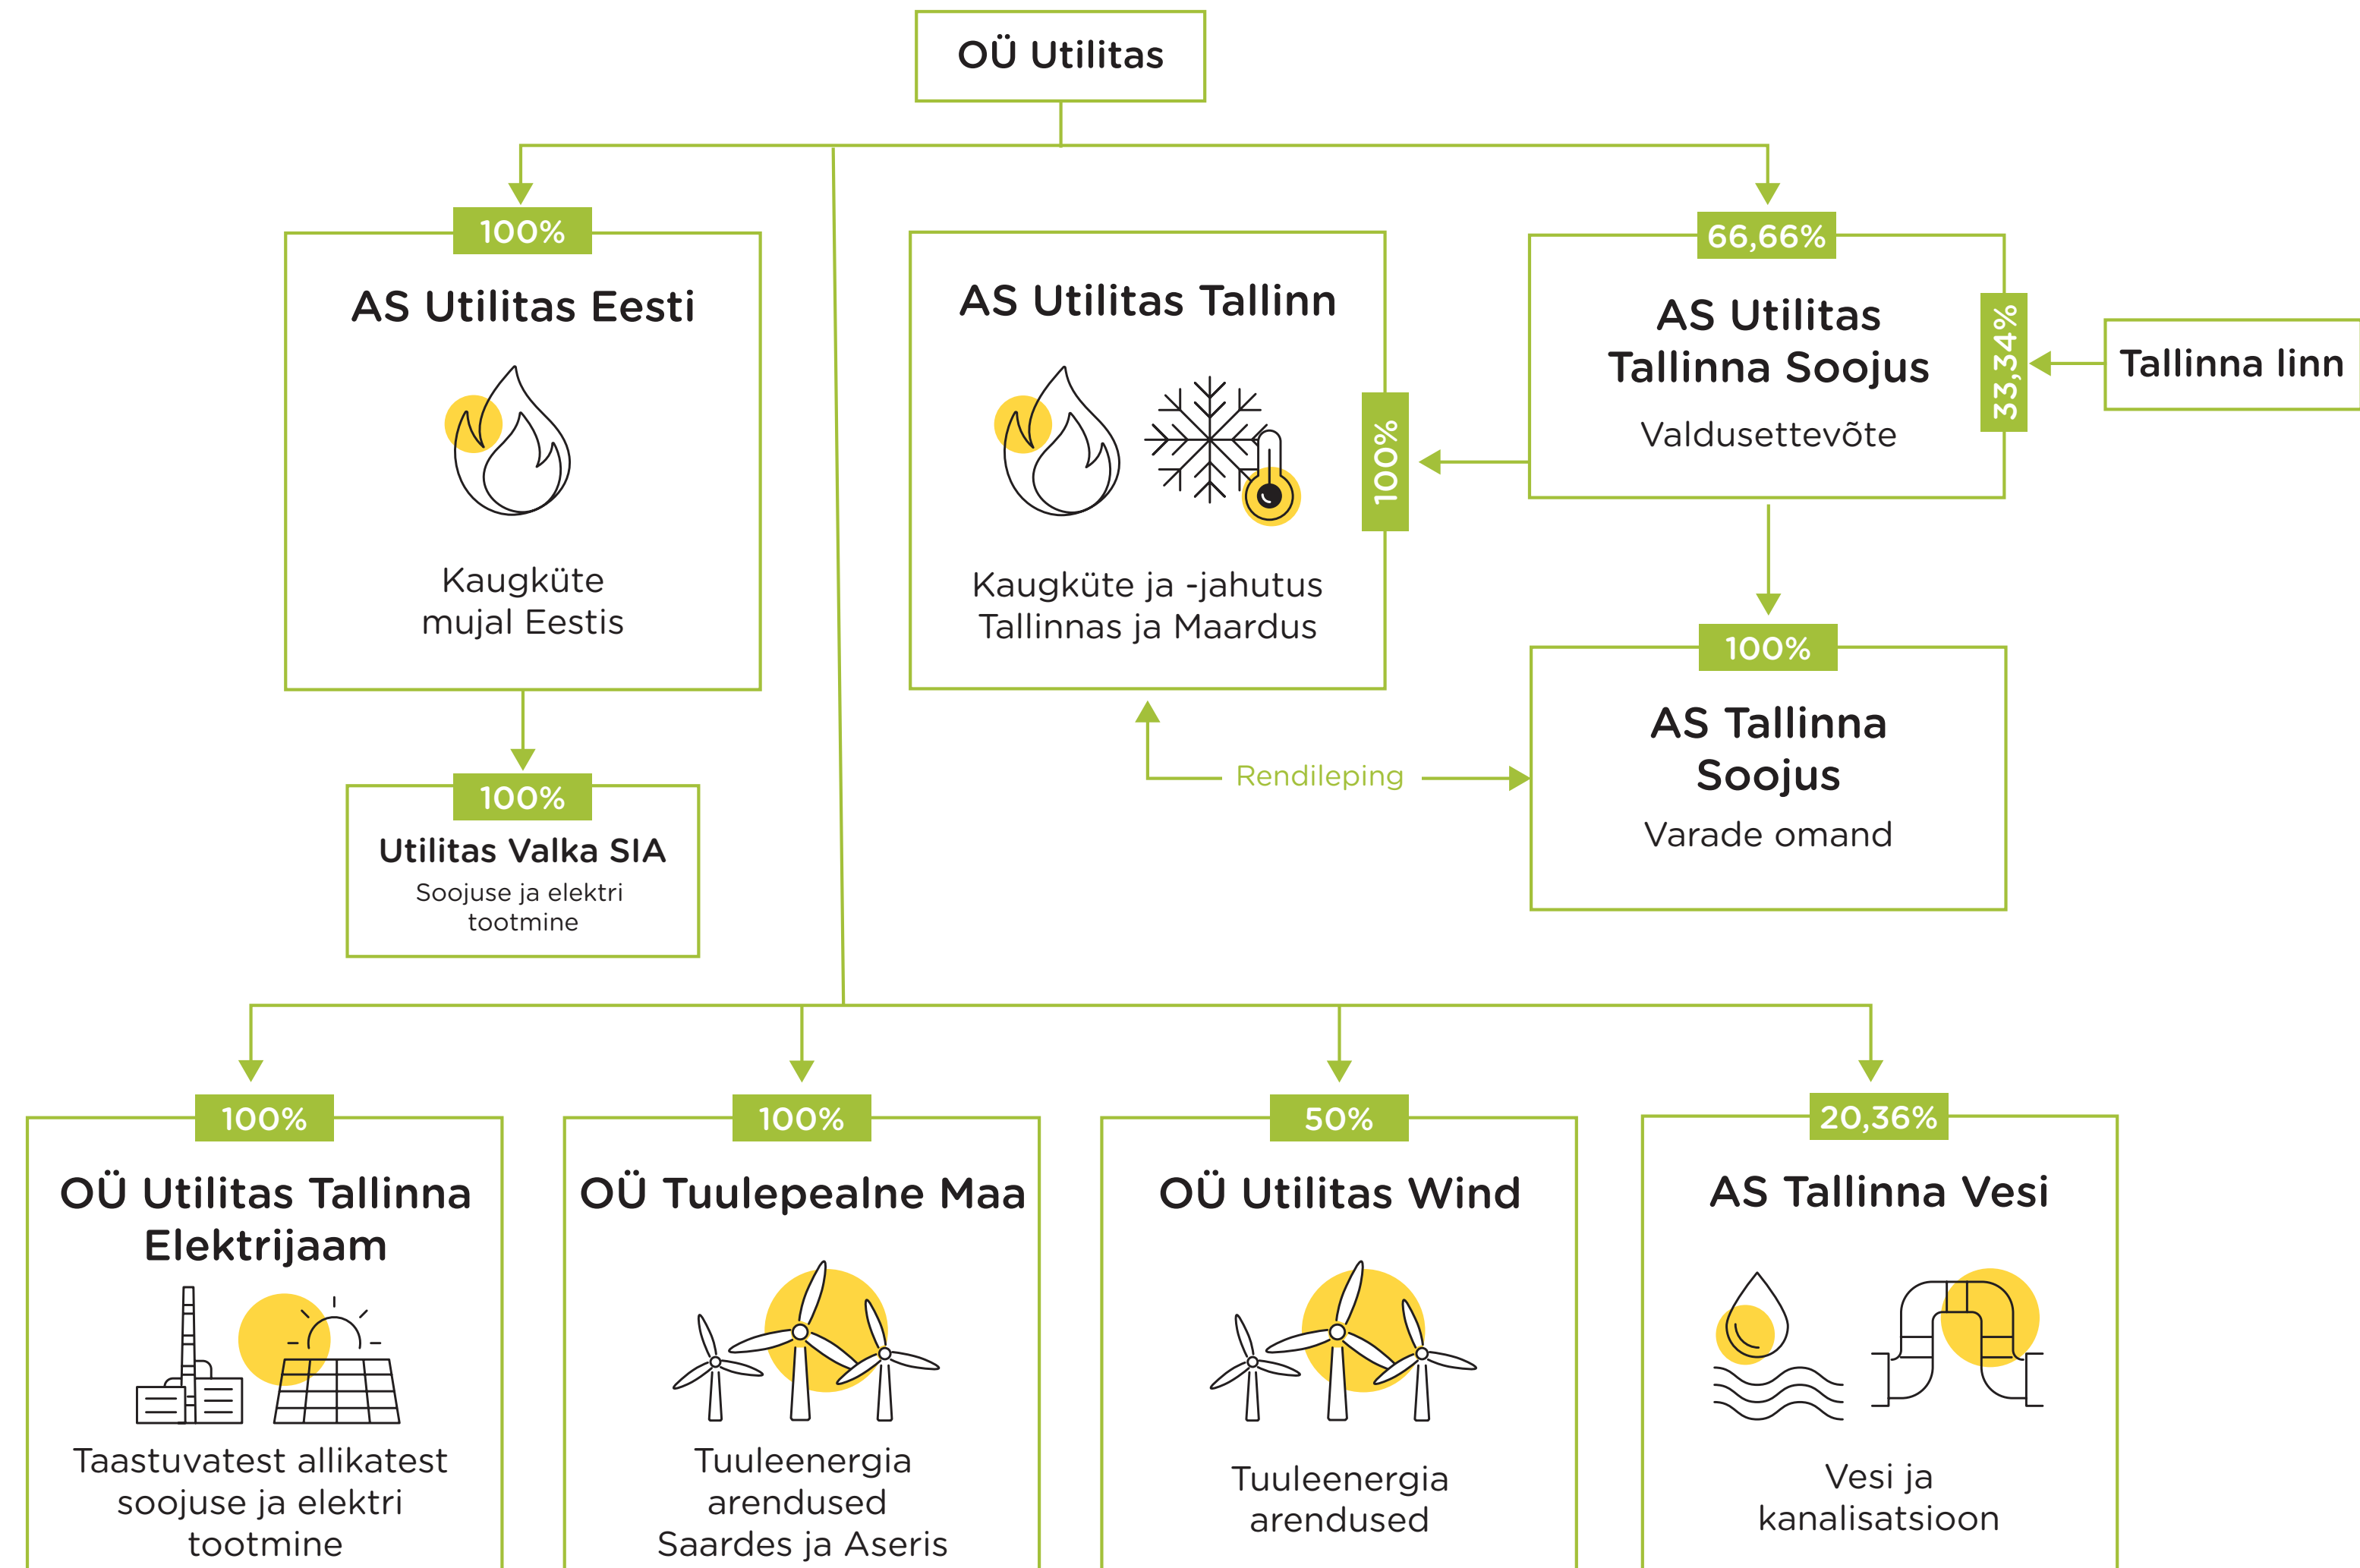 OÜ Utilitas
100%
AS Utilitas Eesti
Kaugküte
mujal Eestis
AS Utilitas Tallinn
100%
Kaugküte ja -jahutus
Tallinnas ja Maardus
66,66%
AS Utilitas
Tallinna Soojus
Valdusettevõte
33,34%
Tallinna linn
100%
AS Tallinna
Soojus
Varade omand
Rendileping
100%
Utilitas Valka SIA
Soojuse ja elektri
tootmine
100%
OÜ Utilitas Tallinna
Elektrijaam
Taastuvatest allikatest
soojuse ja elektri
tootmine
100%
OÜ Tuulepealne Maa
Tuuleenergia
arendused
Saardes ja Aseris
50%
OÜ Utilitas Wind
Tuuleenergia
arendused
20,36%
AS Tallinna Vesi
Vesi ja
kanalisatsioon